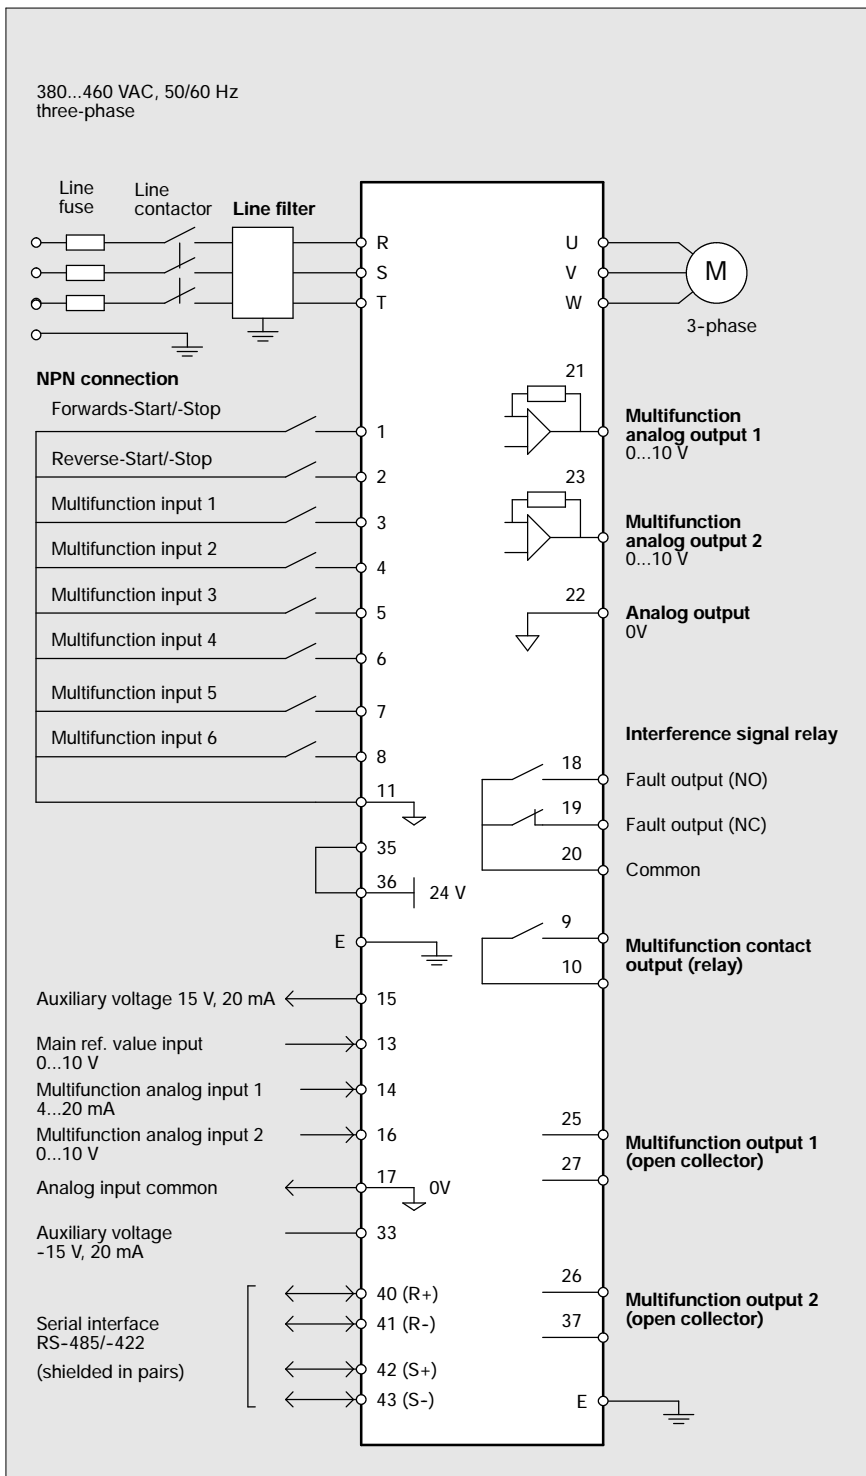 380...460 VAC, 50/60 Hz
three-phase
Line
fuse
Line
contactor
Line filter
R
S
T
U
V
W
M
3-phase
NPN connection
Forwards-Start/-Stop
1
Reverse-Start/-Stop
2
Multifunction input 1
3
Multifunction input 2
4
Multifunction input 3
5
Multifunction input 4
6
Multifunction input 5
7
Multifunction input 6
8
11
35
36
24 V
E
Auxiliary voltage 15 V, 20 mA
15
Main ref. value input
0...10 V
13
Multifunction analog input 1
4...20 mA
14
Multifunction analog input 2
0...10 V
16
Analog input common
17
0V
Auxiliary voltage
-15 V, 20 mA
33
Serial interface
RS-485/-422
(shielded in pairs)
40 (R+)
41 (R-)
42 (S+)
43 (S-)
21
Multifunction
analog output 1
0...10 V
23
Multifunction
analog output 2
0...10 V
22
Analog output
0V
Interference signal relay
18
Fault output (NO)
19
Fault output (NC)
20
Common
9
10
Multifunction contact
output (relay)
25
27
Multifunction output 1
(open collector)
26
37
Multifunction output 2
(open collector)
E